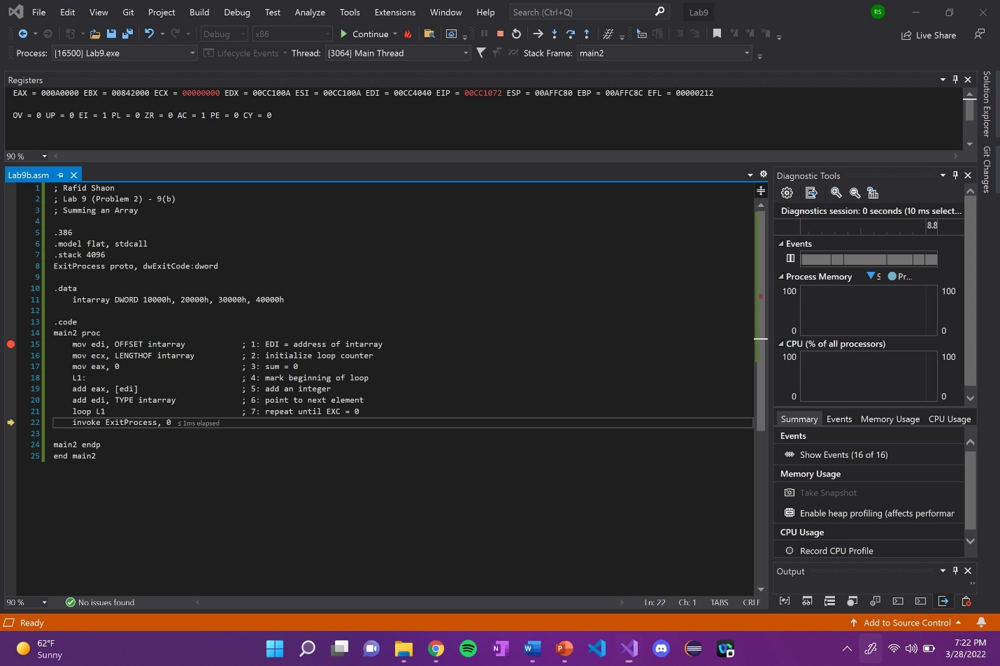 File Edit View Git Project Build Debug Test Analyze Tools Extensions Window Help Search (Ctrl+Q) Lab9 RS
Debug x86 Continue Live Share
Process: [16500] Lab9.exe Lifecycle Events Thread: [3064] Main Thread Stack Frame: main2
Registers
EAX = 000A0000 EBX = 00842000 ECX = 00000000 EDX = 00CC100A ESI = 00CC100A EDI = 00CC4040 EIP = 00CC1072 ESP = 00AFFC80 EBP = 00AFFC8C EFL = 00000212
OV = 0 UP = 0 EI = 1 PL = 0 ZR = 0 AC = 1 PE = 0 CY = 0
90 %
Solution Explorer
Git Changes
Lab9b.asm
1 ; Rafid Shaon
2 ; Lab 9 (Problem 2) - 9(b)
3 ; Summing an Array
4
5 .386
6 .model flat, stdcall
7 .stack 4096
8 ExitProcess proto, dwExitCode:dword
9
10 .data
11 intarray DWORD 10000h, 20000h, 30000h, 40000h
12
13 .code
14 main2 proc
15 mov edi, OFFSET intarray ; 1: EDI = address of intarray
16 mov ecx, LENGTHOF intarray ; 2: initialize loop counter
17 mov eax, 0 ; 3: sum = 0
18 L1: ; 4: mark beginning of loop
19 add eax, [edi] ; 5: add an integer
20 add edi, TYPE intarray ; 6: point to next element
21 loop L1 ; 7: repeat until EXC = 0
22 invoke ExitProcess, 0 ≤ 1ms elapsed
23
24 main2 endp
25 end main2
90 % No issues found Ln: 22 Ch: 1 TABS CRLF
Diagnostic Tools
Diagnostics session: 0 seconds (10 ms select...
8.8
Events
Process Memory S Pr...
100 100
0 0
CPU (% of all processors)
100 100
0 0
Summary Events Memory Usage CPU Usage
Events
Show Events (16 of 16)
Memory Usage
Take Snapshot
Enable heap profiling (affects performar
CPU Usage
Record CPU Profile
Output
Ready Add to Source Control
62°F
Sunny
7:22 PM
3/28/2022